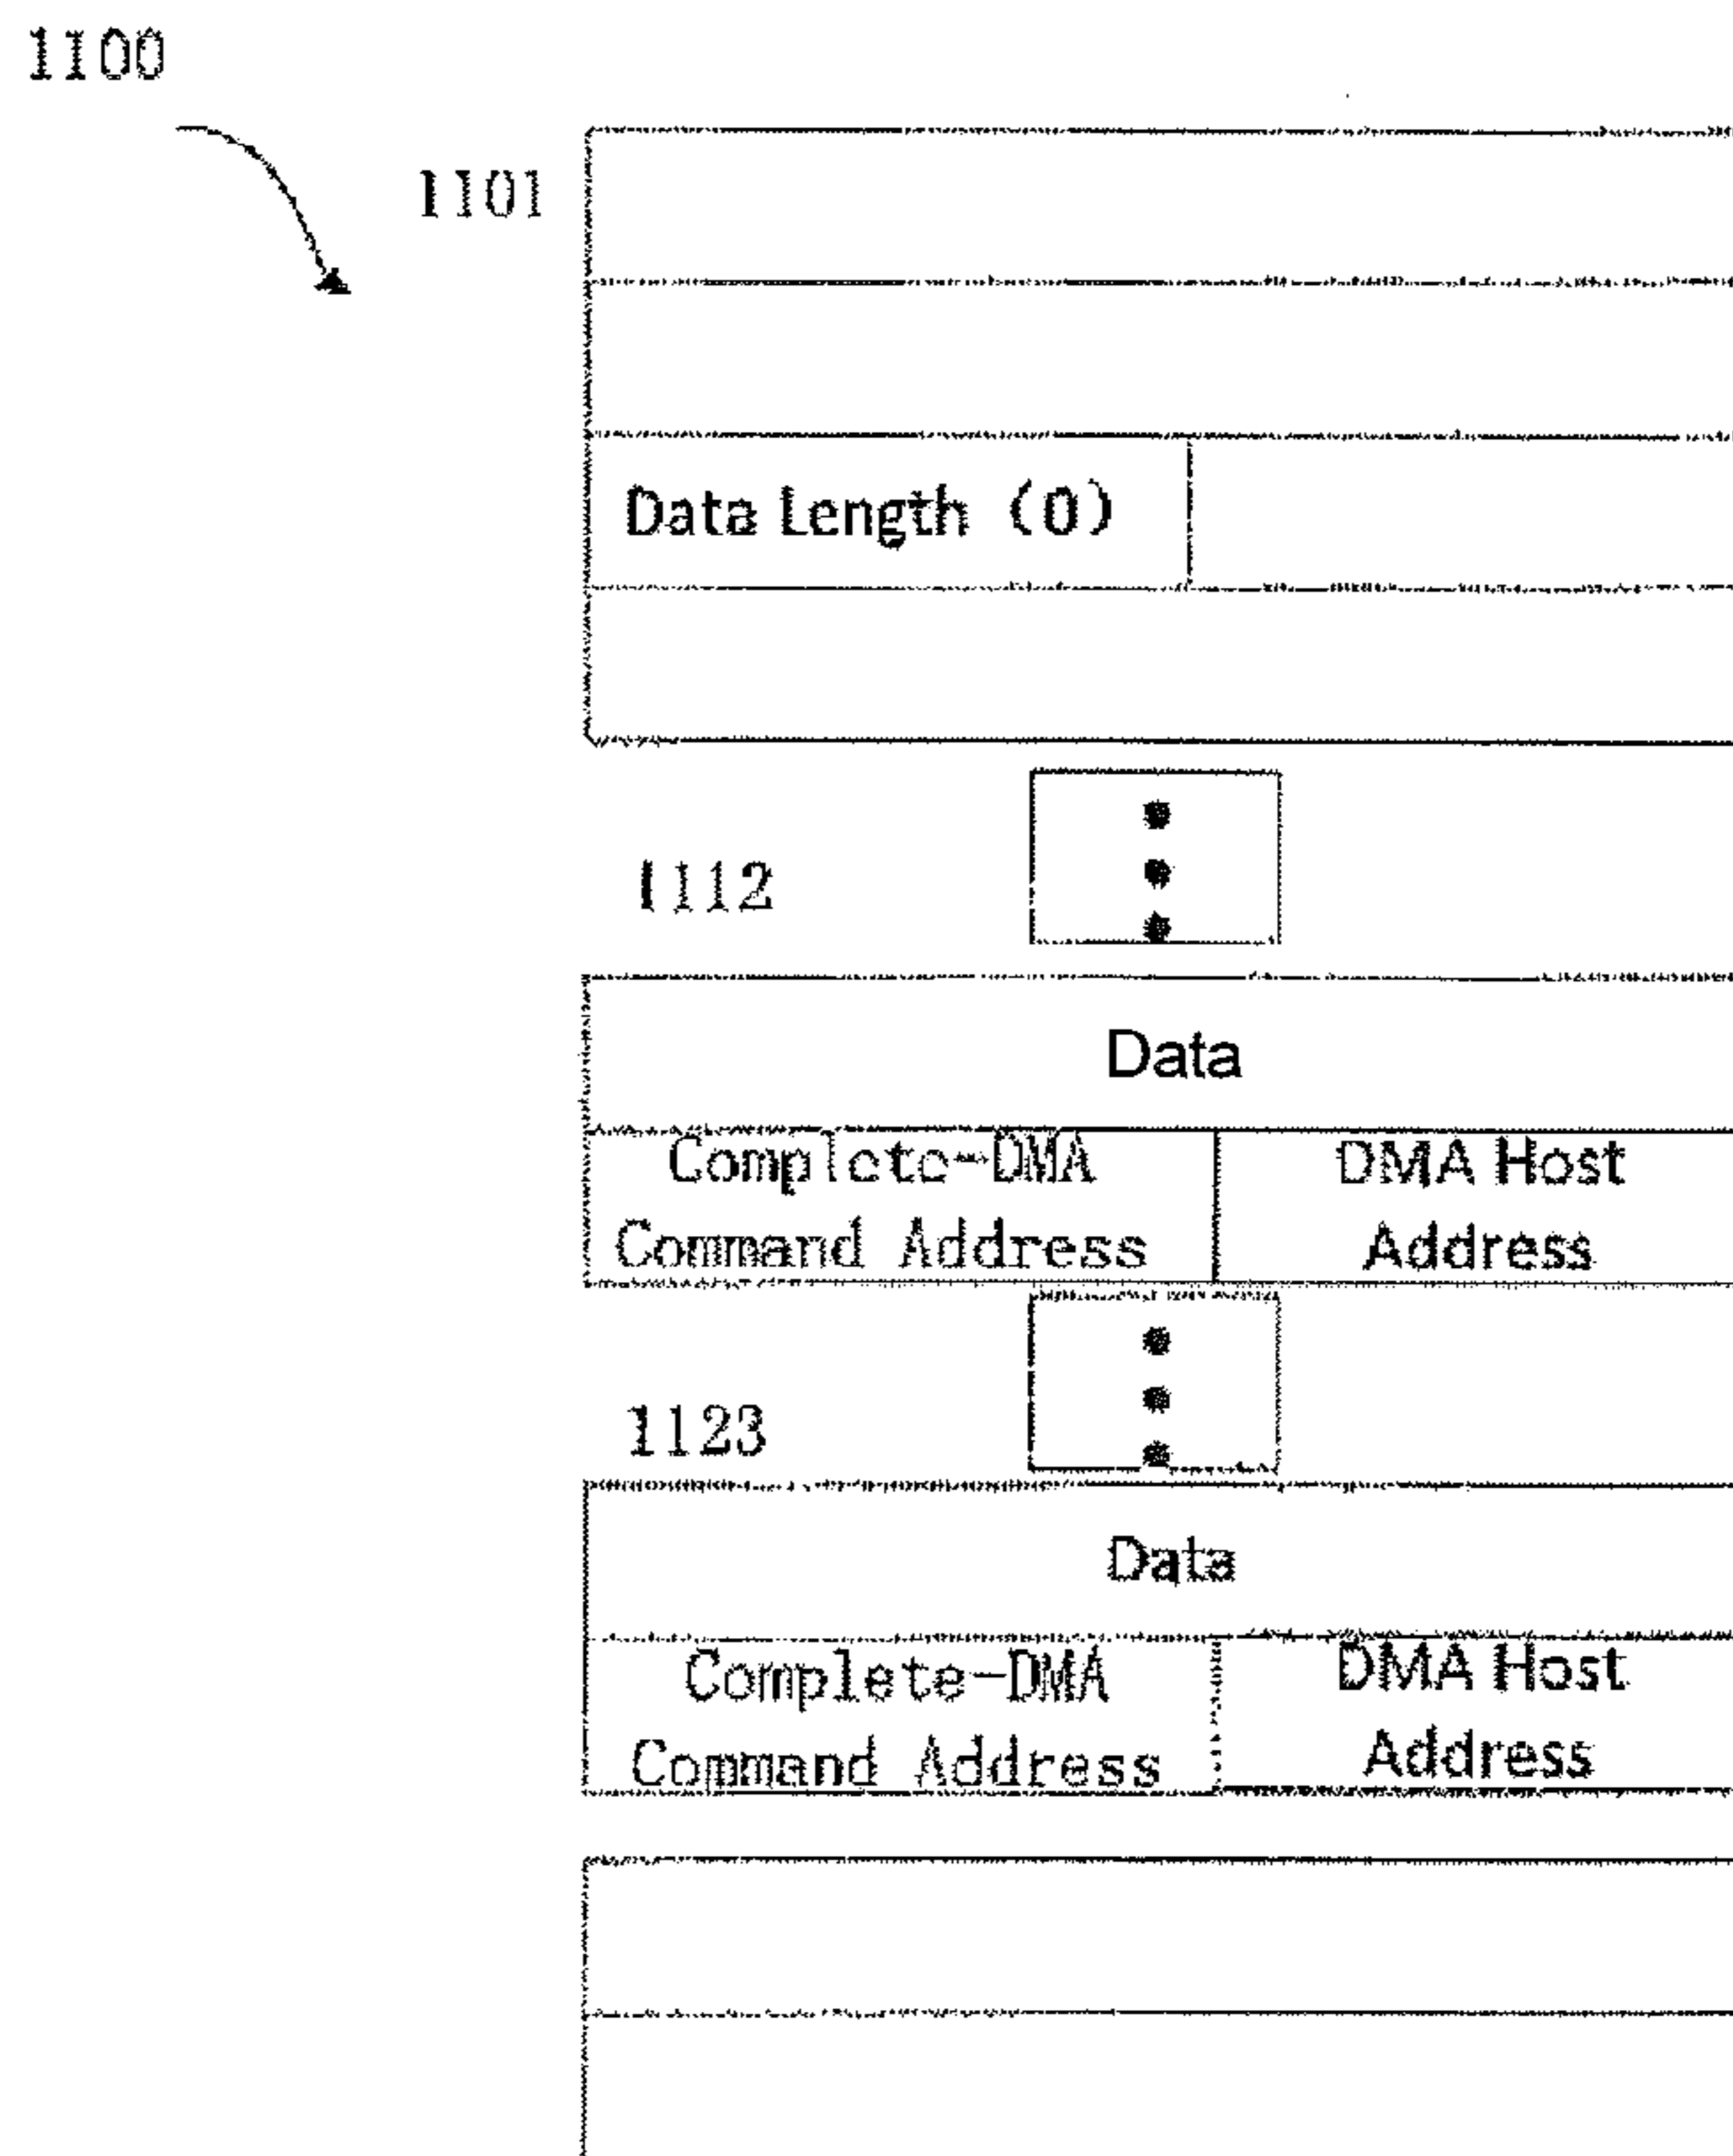 1100
1101
Data Length (0)
1112
Data
Complete-DMA
Command Address
DMA Host
Address
1123
Data
Complete-DMA
Command Address
DMA Host
Address